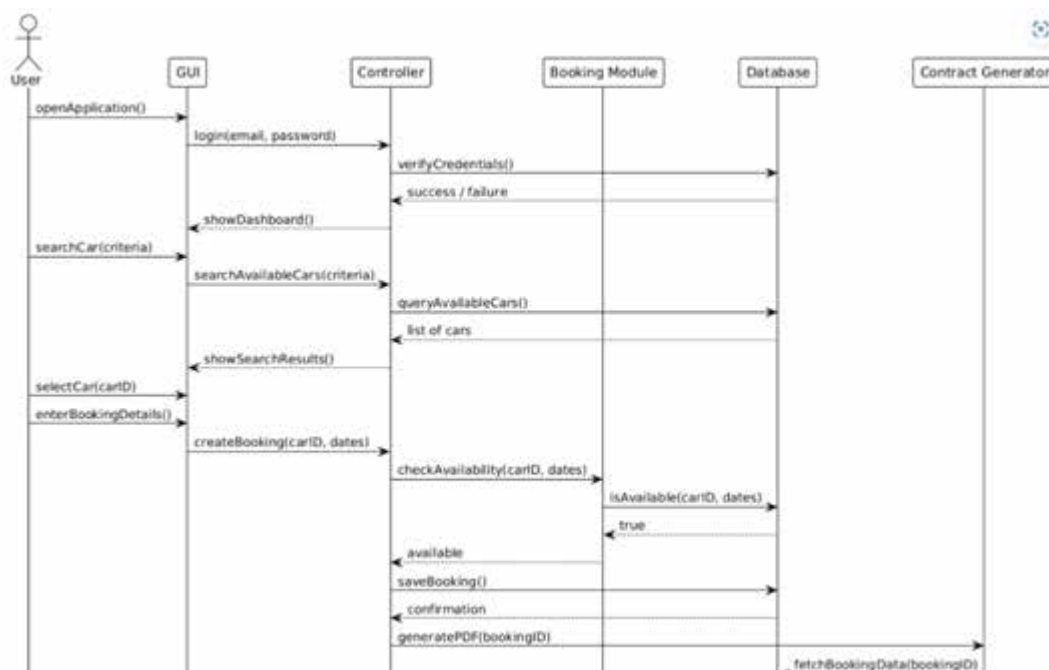 User
GUI
Controller
Booking Module
Database
Contract Generator
openApplication()
login(email, password)
verifyCredentials()
success / failure
showDashboard()
searchCar(criteria)
searchAvailableCars(criteria)
queryAvailableCars()
list of cars
showSearchResults()
selectCar(carID)
enterBookingDetails()
createBooking(carID, dates)
checkAvailability(carID, dates)
isAvailable(carID, dates)
true
available
saveBooking()
confirmation
generatePDF(bookingID)
fetchBookingData(bookingID)